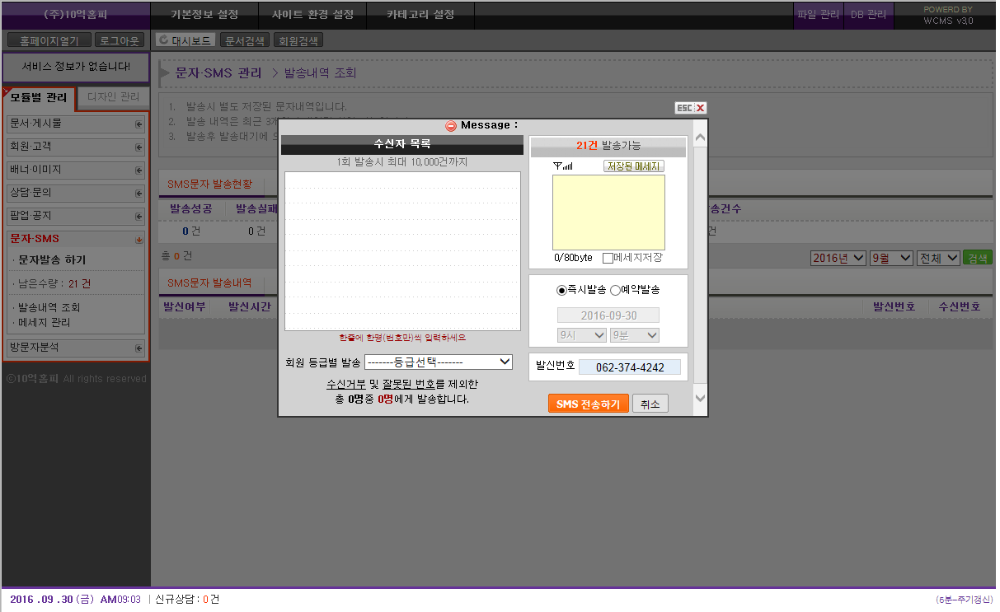 (주)10억홈피 기본정보 설정 사이트 환경 설정 카테고리 설정 파일 관리 DB 관리 POWERD BY
WCMS v3.0
홈페이지열기 로그아웃 대시보드 문서검색 회원검색
서비스 정보가 없습니다!
모듈별 관리 디자인 관리
문서·게시물
회원·고객
배너·이미지
상담·문의
팝업·공지
문자·SMS
· 문자발송 하기
· 남은수량 : 21 건
· 발송내역 조회
· 메세지 관리
방문자분석
ⓒ10억홈피 All rights reserved
문자·SMS 관리 > 발송내역 조회
1. 발송시 별도 저장된 문자내역입니다.
2. 발송 내역은 최근 3개
3. 발송후 발송대기에
SMS문자 발송현황
발송성공 발송실패 송건수
0 건 0 건 건
총 0 건
2016년 9월 전체 검색
SMS문자 발송내역
발신여부 발신시간 발신번호 수신번호
ESC X
Message :
수신자 목록
1회 발송시 최대 10,000건까지
한줄에 한명(번호만)씩 입력하세요
회원 등급별 발송 -------등급선택-------
수신거부 및 잘못된 번호를 제외한
총 0명중 0명에게 발송합니다.
21건 발송가능
저장된 메세지
0/80byte 메세지저장
즉시발송 예약발송
2016-09-30
9시 9분
발신번호 062-374-4242
SMS 전송하기 취소
2016 .09 .30 (금) AM09:03 | 신규상담 : 0 건 (5분-주기갱신)